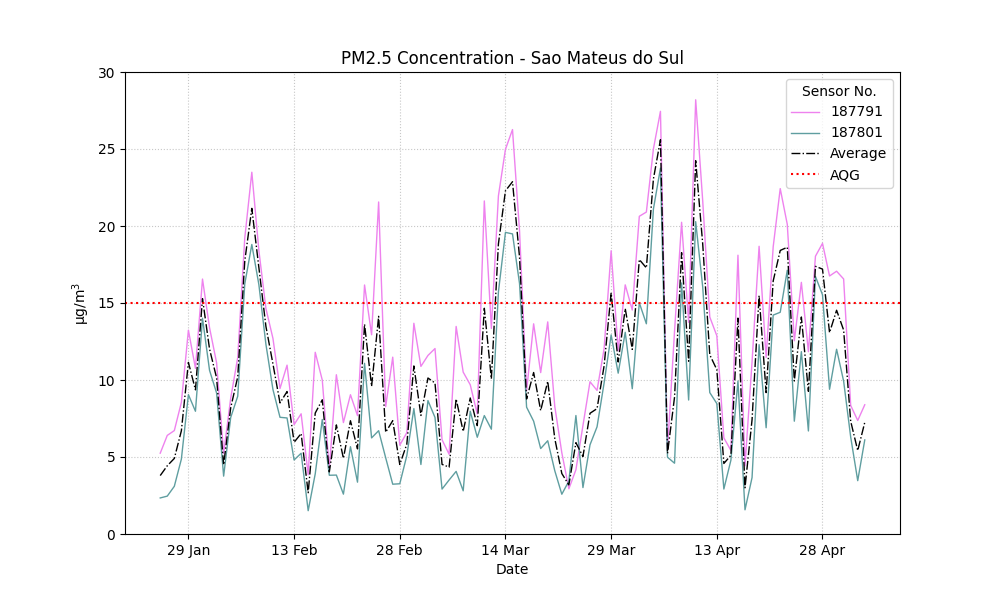 PM2.5 Concentration - Sao Mateus do Sul
30
25
20
15
10
5
0
µg/m³
29 Jan 13 Feb 28 Feb 14 Mar 29 Mar 13 Apr 28 Apr
Date
Sensor No.
187791
187801
Average
AQG